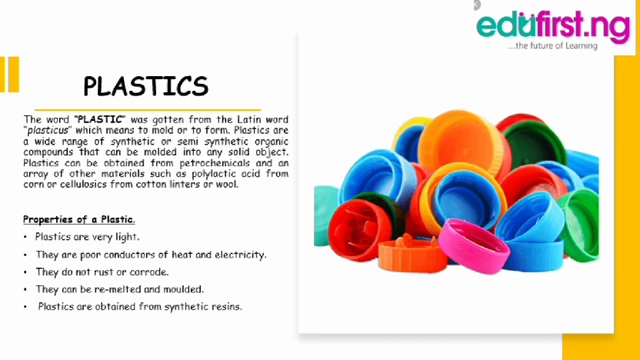 edufirst.ng
...the future of Learning
PLASTICS
The word "PLASTIC" was gotten from the Latin word
"plasticus" which means to mold or to form. Plastics are
a wide range of synthetic or semi synthetic organic
compounds that can be molded into any solid object.
Plastics can be obtained from petrochemicals and an
array of other materials such as polylactic acid from
corn or cellulosics from cotton linters or wool.
Properties of a Plastic.
• Plastics are very light.
• They are poor conductors of heat and electricity.
• They do not rust or corrode.
• They can be re-melted and moulded.
• Plastics are obtained from synthetic resins.